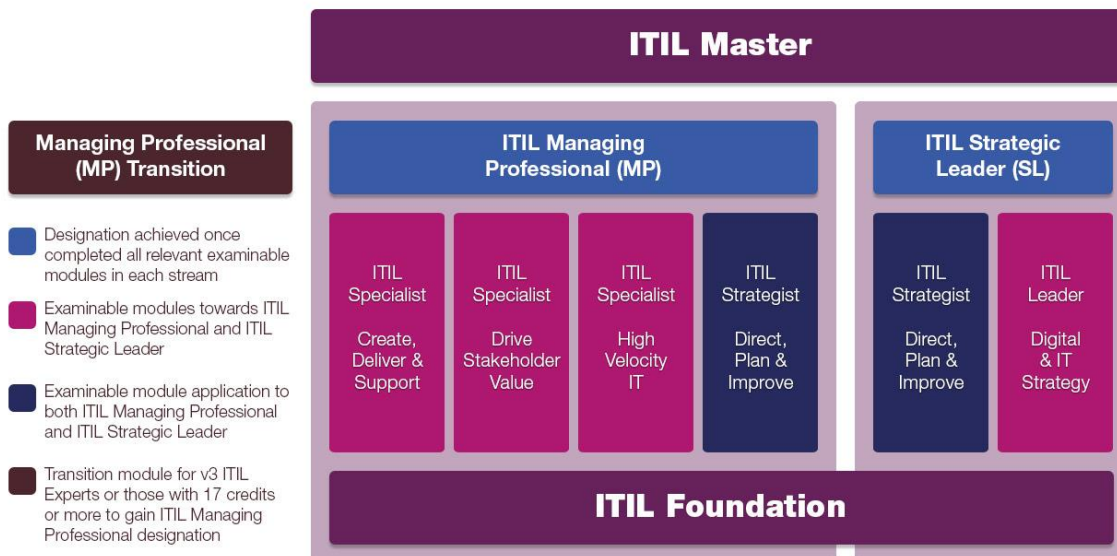 ITIL Master
Managing Professional
(MP) Transition
Designation achieved once
completed all relevant examinable
modules in each stream
Examinable modules towards ITIL
Managing Professional and ITIL
Strategic Leader
Examinable module application to
both ITIL Managing Professional
and ITIL Strategic Leader
Transition module for v3 ITIL
Experts or those with 17 credits
or more to gain ITIL Managing
Professional designation
ITIL Managing
Professional (MP)
ITIL
Specialist
Create,
Deliver &
Support
ITIL
Specialist
Drive
Stakeholder
Value
ITIL
Specialist
High
Velocity
IT
ITIL
Strategist
Direct,
Plan &
Improve
ITIL Strategic
Leader (SL)
ITIL
Strategist
Direct,
Plan &
Improve
ITIL
Leader
Digital
& IT
Strategy
ITIL Foundation